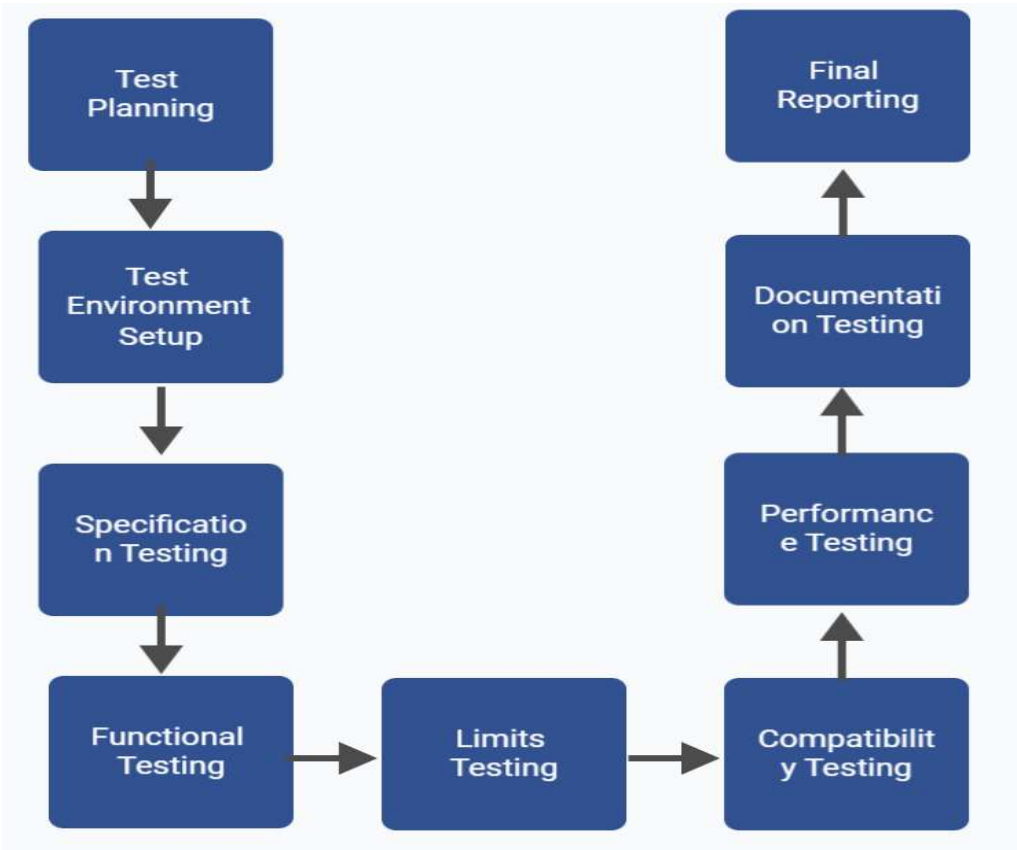 Test
Planning
Test
Environment
Setup
Specificatio
n Testing
Functional
Testing
Limits
Testing
Compatibilit
y Testing
Performanc
e Testing
Documentati
on Testing
Final
Reporting